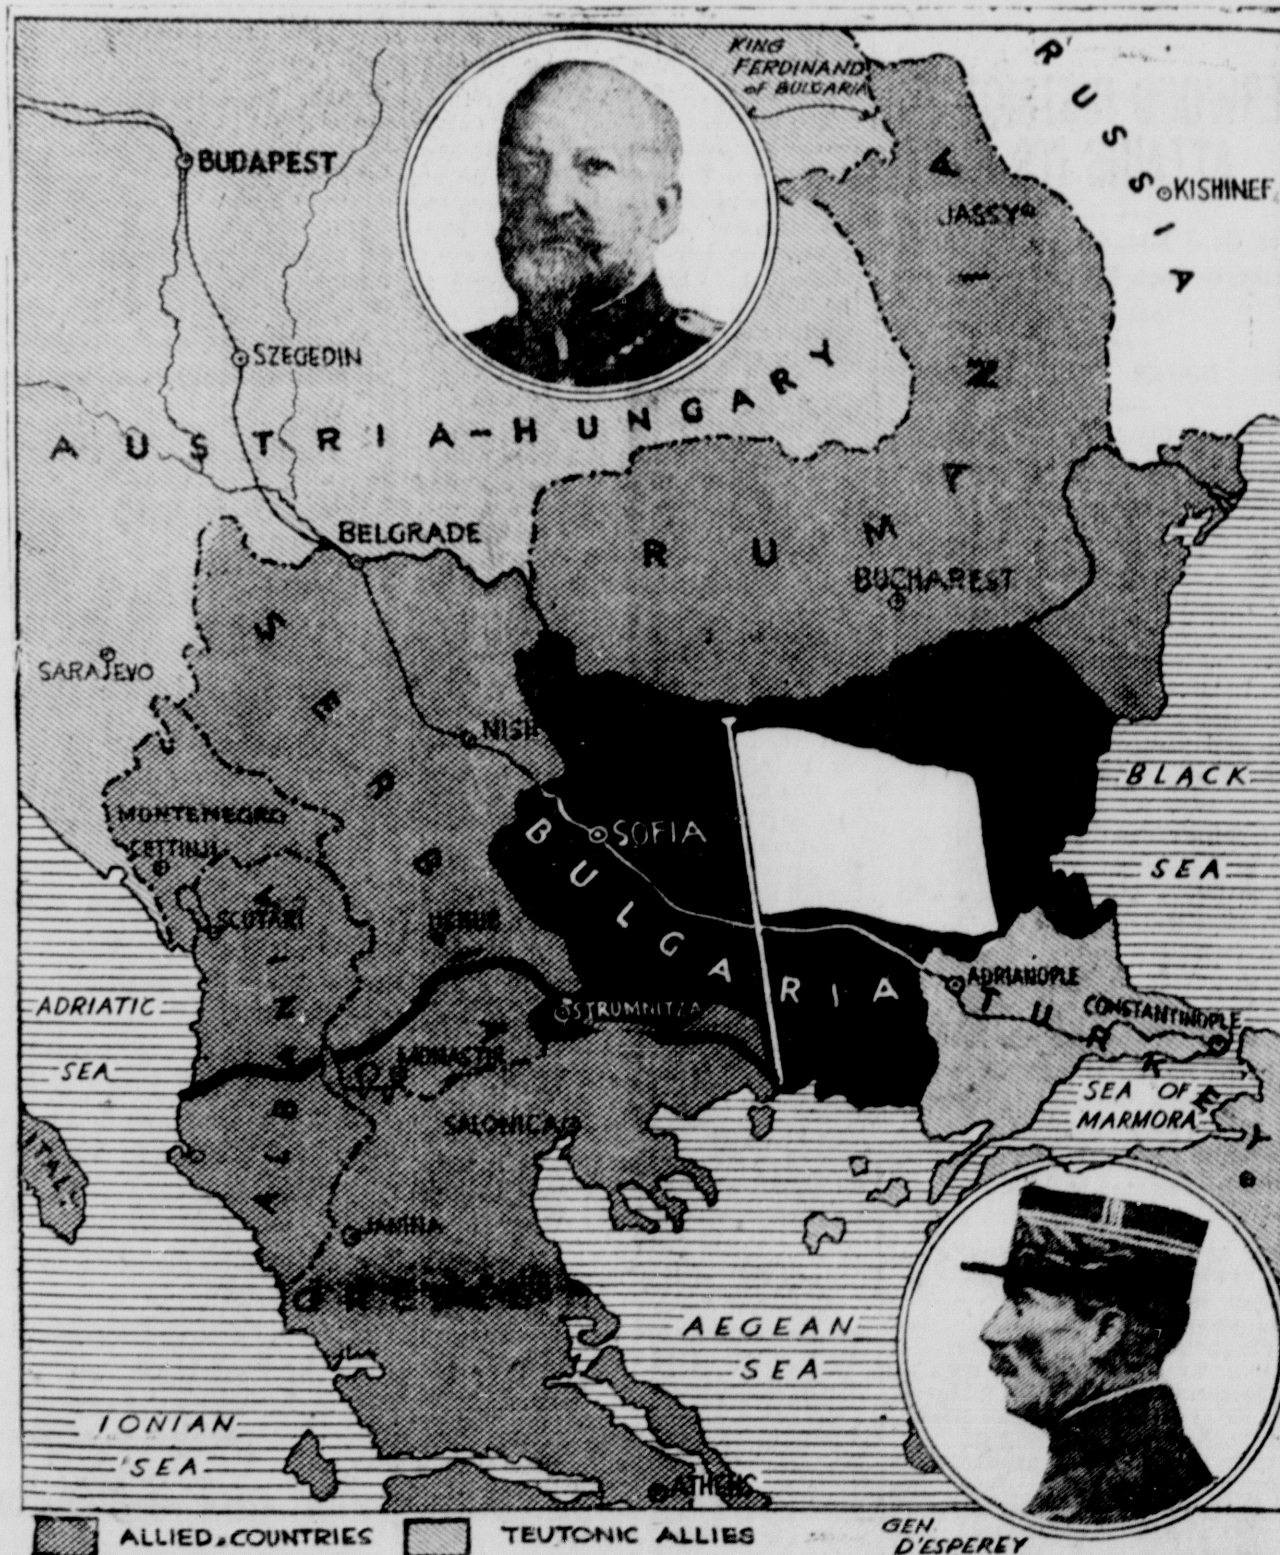 KING
FERDINAND
OF BULGARIA
RUSSIA
BUDAPEST
KISHINEF
JASSY
SZEGEDIN
AUSTRIA-HUNGARY
RUMANIA
BELGRADE
BUCHAREST
SARAJEVO
SERBIA
NISH
MONTENEGRO
CETTINJE
SOFIA
BULGARIA
BLACK
SEA
SCUTARI
ALBANIA
ADRIATIC
SEA
STRUMNITZA
ADRIANOPLE
CONSTANTINOPLE
TURKEY
MONASTIR
SEA OF
MARMORA
SALONICA
ITALY
JANINA
GREECE
AEGEAN
SEA
IONIAN
SEA
ATHENS
ALLIED COUNTRIES
TEUTONIC ALLIES
GEN.
D'ESPEREY